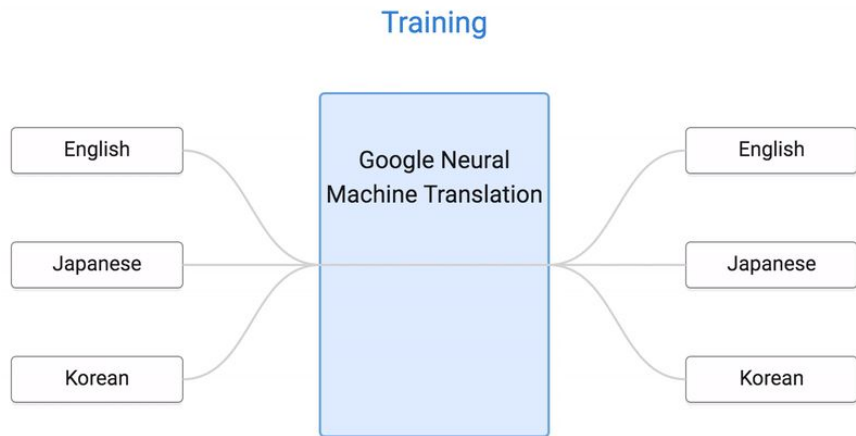 Training
English
Japanese
Korean
Google Neural
Machine Translation
English
Japanese
Korean